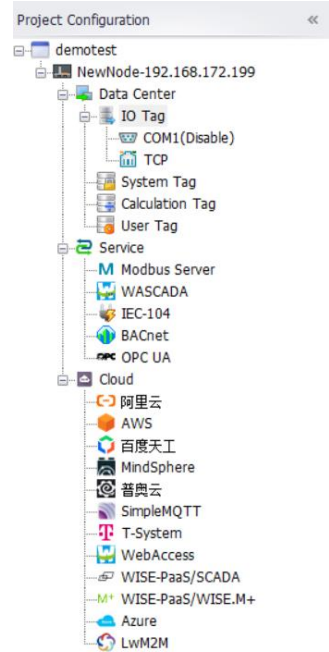 Project Configuration
demotest
NewNode-192.168.172.199
Data Center
IO Tag
COM1(Disable)
TCP
System Tag
Calculation Tag
User Tag
Service
Modbus Server
WASCADA
IEC-104
BACnet
OPC UA
Cloud
阿里云
AWS
百度天工
MindSphere
普奥云
SimpleMQTT
T-System
WebAccess
WISE-PaaS/SCADA
WISE-PaaS/WISE.M+
Azure
LwM2M